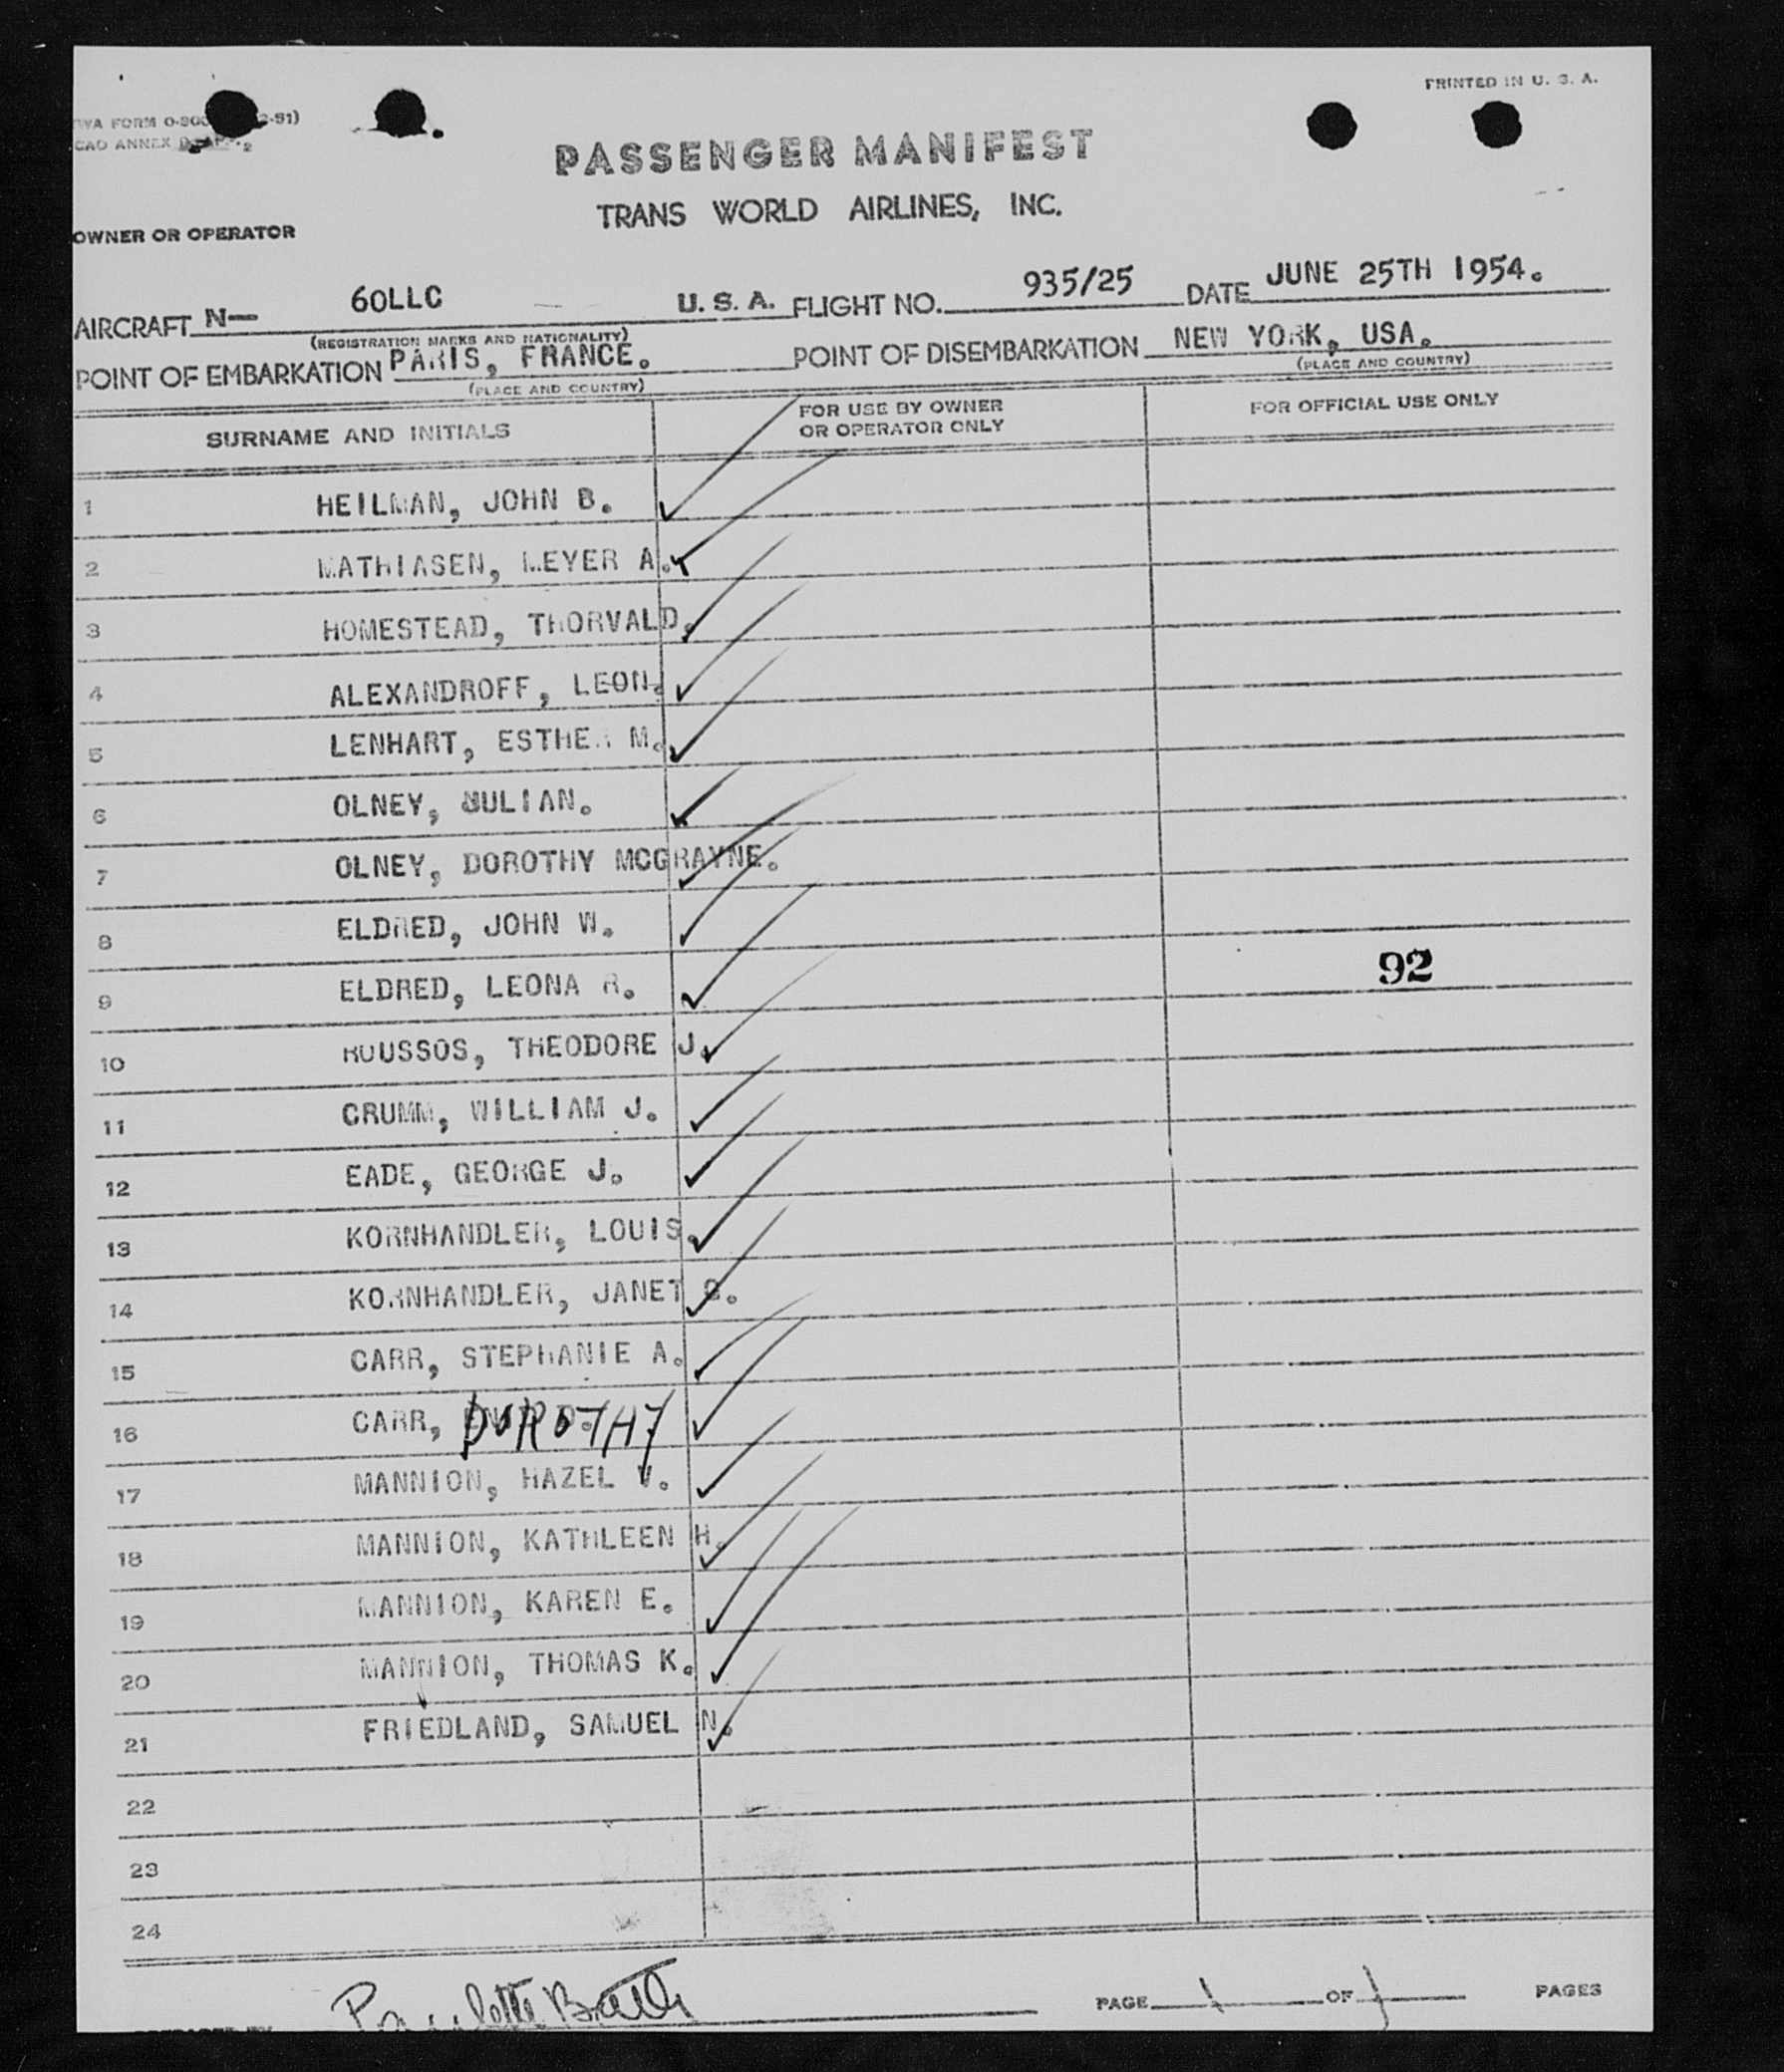 PRINTED IN U. S. A.
TWA FORM O-800
ICAO ANNEX
PASSENGER MANIFEST
TRANS WORLD AIRLINES, INC.
OWNER OR OPERATOR
AIRCRAFT N— 60LLC U. S. A. FLIGHT NO. 935/25 DATE JUNE 25TH 1954.
(REGISTRATION MARKS AND NATIONALITY)
POINT OF EMBARKATION PARIS, FRANCE. POINT OF DISEMBARKATION NEW YORK, USA.
(PLACE AND COUNTRY) (PLACE AND COUNTRY)
SURNAME AND INITIALS FOR USE BY OWNER OR OPERATOR ONLY FOR OFFICIAL USE ONLY
1 HEILMAN, JOHN B.
2 MATHIASEN, MEYER A.
3 HOMESTEAD, THORVALD.
4 ALEXANDROFF, LEON.
5 LENHART, ESTHER M.
6 OLNEY, JULIAN.
7 OLNEY, DOROTHY MCGRAYNE.
8 ELDRED, JOHN W.
9 ELDRED, LEONA R. 92
10 ROUSSOS, THEODORE J.
11 CRUMM, WILLIAM J.
12 EADE, GEORGE J.
13 KORNHANDLER, LOUIS.
14 KORNHANDLER, JANET
15 CARR, STEPHANIE A.
16 CARR, DOROTHY
17 MANNION, HAZEL V.
18 MANNION, KATHLEEN H.
19 MANNION, KAREN E.
20 MANNION, THOMAS K.
21 FRIEDLAND, SAMUEL N.
22
23
24
Paulette PAGE 1 OF 1 PAGES